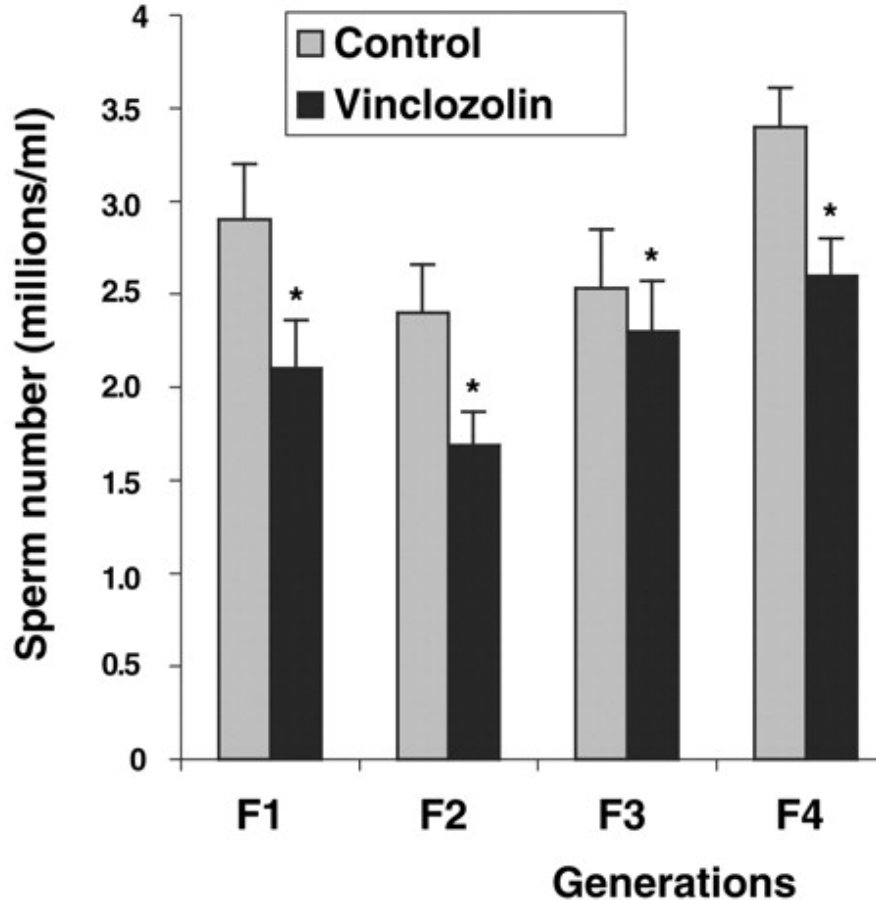 Control
Vinclozolin
Sperm number (millions/ml)
4
3.5
3.0
2.5
2.0
1.5
1.0
0.5
0
*
*
*
*
F1 F2 F3 F4
Generations